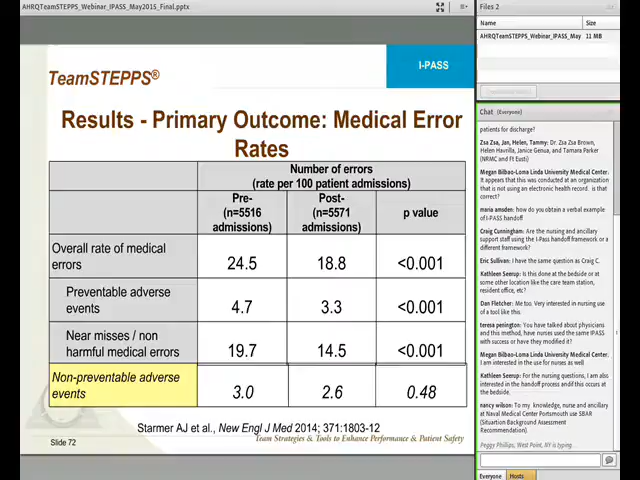 AHRQTeamSTEPPS_Webinar_IPASS_May2015_Final.pptx
TeamSTEPPS®
I-PASS
Results - Primary Outcome: Medical Error
Rates
Number of errors
(rate per 100 patient admissions)
Pre-
(n=5516
admissions)
Post-
(n=5571
admissions)
p value
Overall rate of medical
errors
24.5
18.8
<0.001
Preventable adverse
events
4.7
3.3
<0.001
Near misses / non
harmful medical errors
19.7
14.5
<0.001
Non-preventable adverse
events
3.0
2.6
0.48
Starmer AJ et al., New Engl J Med 2014; 371:1803-12
Slide 72
Team Strategies & Tools to Enhance Performance & Patient Safety
Files 2
Name
Size
AHRQTeamSTEPPS_Webinar_IPASS_May
11 MB
Chat (Everyone)
patients for discharge?
Zsa Zsa, Jan, Helen, Tammy: Dr. Zsa Zsa Brown,
Helen Havrilla, Janice Genua, and Tamara Parker
(NRMC and Ft Eusti)
Megan Bilbao-Loma Linda University Medical Center:
It appears that this was conducted at an organization
that is not using an electronic health record. is that
correct?
maria amsden: how do you obtain a verbal example
of I-PASS handoff
Craig Cunningham: Are the nursing and ancillary
support staff using the I-Pass handoff framework or a
different framework?
Eric Sullivan: I have the same question as Craig C.
Kathleen Seerup: Is this done at the bedside or at
some other location like the care team station,
resident office, etc?
Dan Fletcher: Me too. Very interested in nursing use
of a tool like this.
teresa penington: You have talked about physicians
and this method, have nurses used the same IPASS
with success or have they modified it?
Megan Bilbao-Loma Linda University Medical Center:
I am interested in the use for nurses as well
Kathleen Seerup: For the nursing questions, I am also
interested in the handoff process andif this occurs at
the bedside.
nancy wilson: To my knowledge, nurse and ancillary
at Naval Medical Center Portsmouth use SBAR
(Situation Background Assessment
Recommendation).
Peggy Phillips, West Point, NY is typing.
Everyone
Hosts